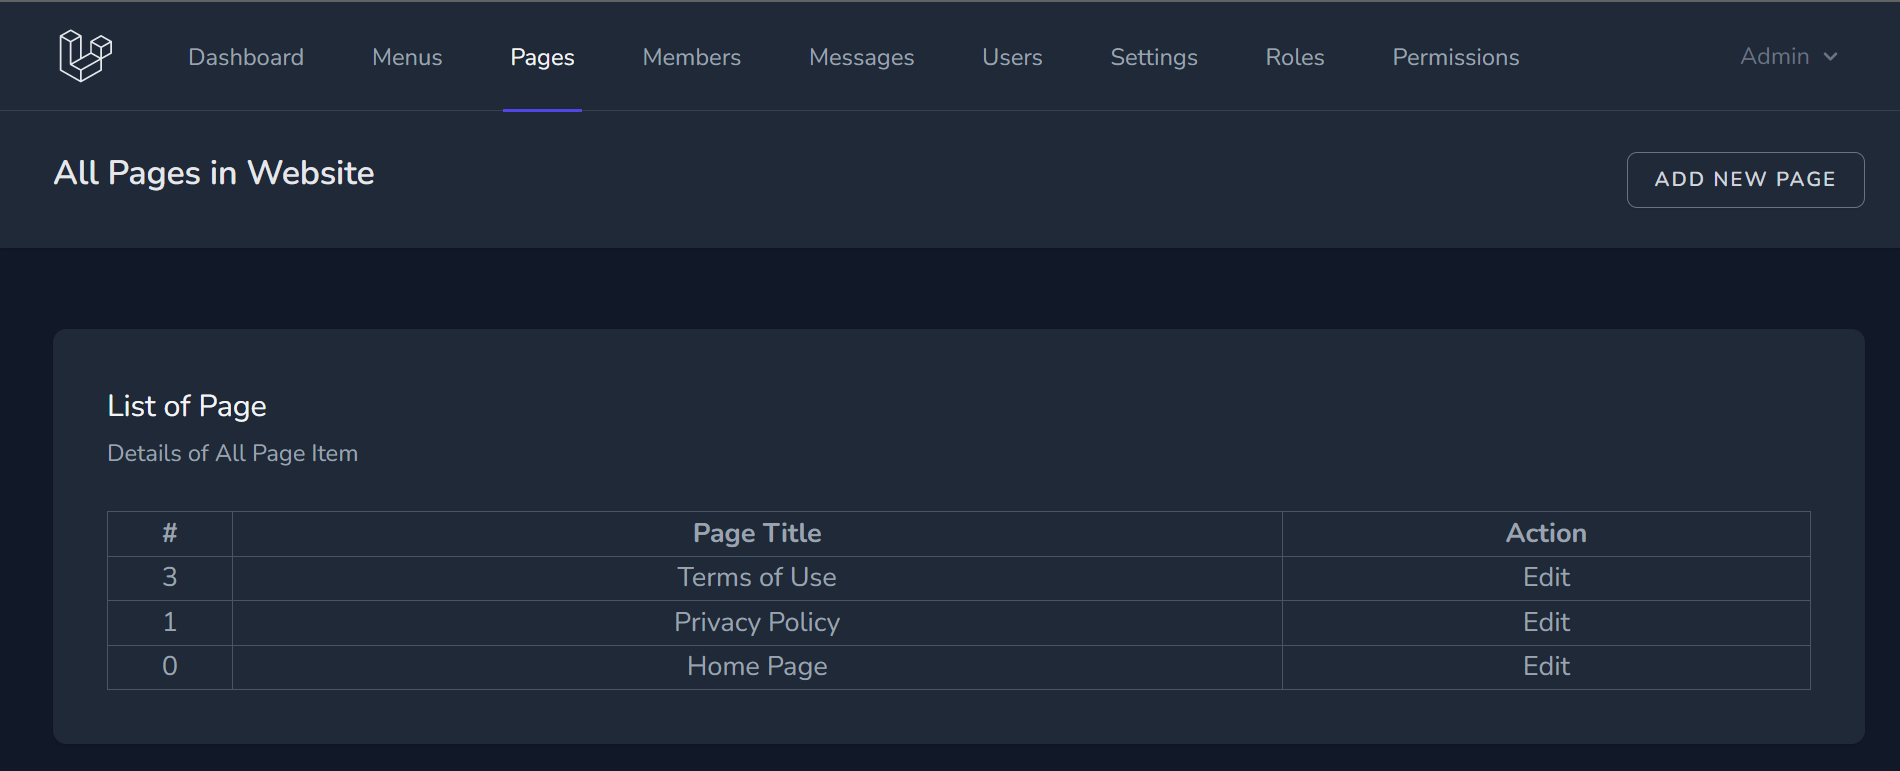 Dashboard Menus Pages Members Messages Users Settings Roles Permissions Admin
All Pages in Website ADD NEW PAGE
List of Page
Details of All Page Item
# Page Title Action
3 Terms of Use Edit
1 Privacy Policy Edit
0 Home Page Edit